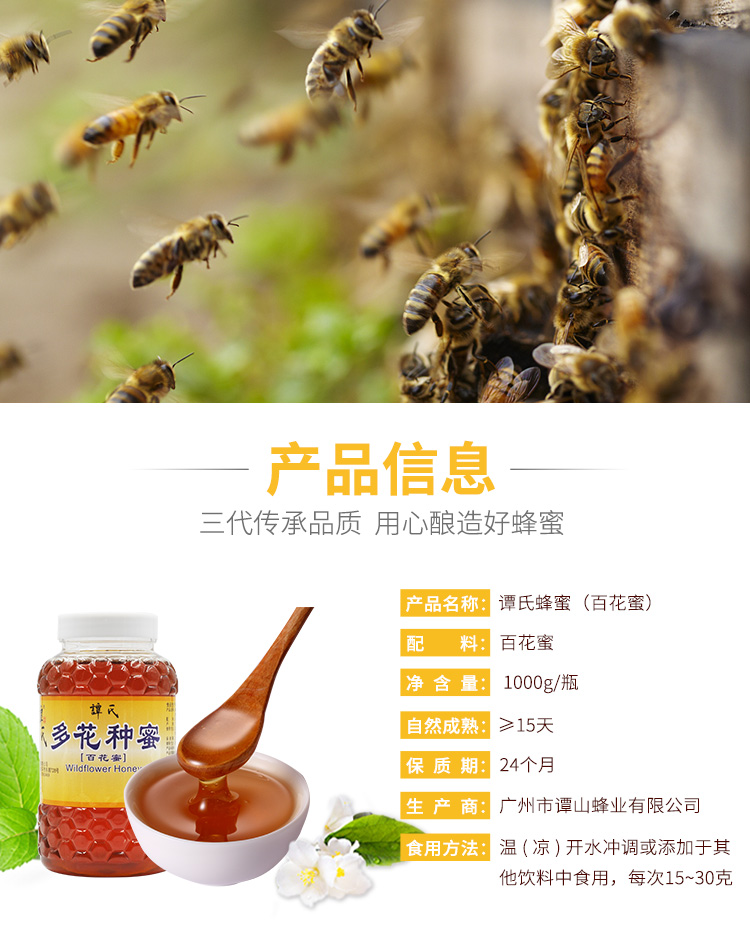 产品信息
三代传承品质 用心酿造好蜂蜜
产品名称：谭氏蜂蜜（百花蜜）
配 料：百花蜜
净 含 量：1000g/瓶
自然成熟：≥15天
保 质 期：24个月
生 产 商：广州市谭山蜂业有限公司
食用方法：温 ( 凉 ) 开水冲调或添加于其
他饮料中食用，每次15~30克
譚氏
多花种蜜
[百花蜜]
Wildflower Honey